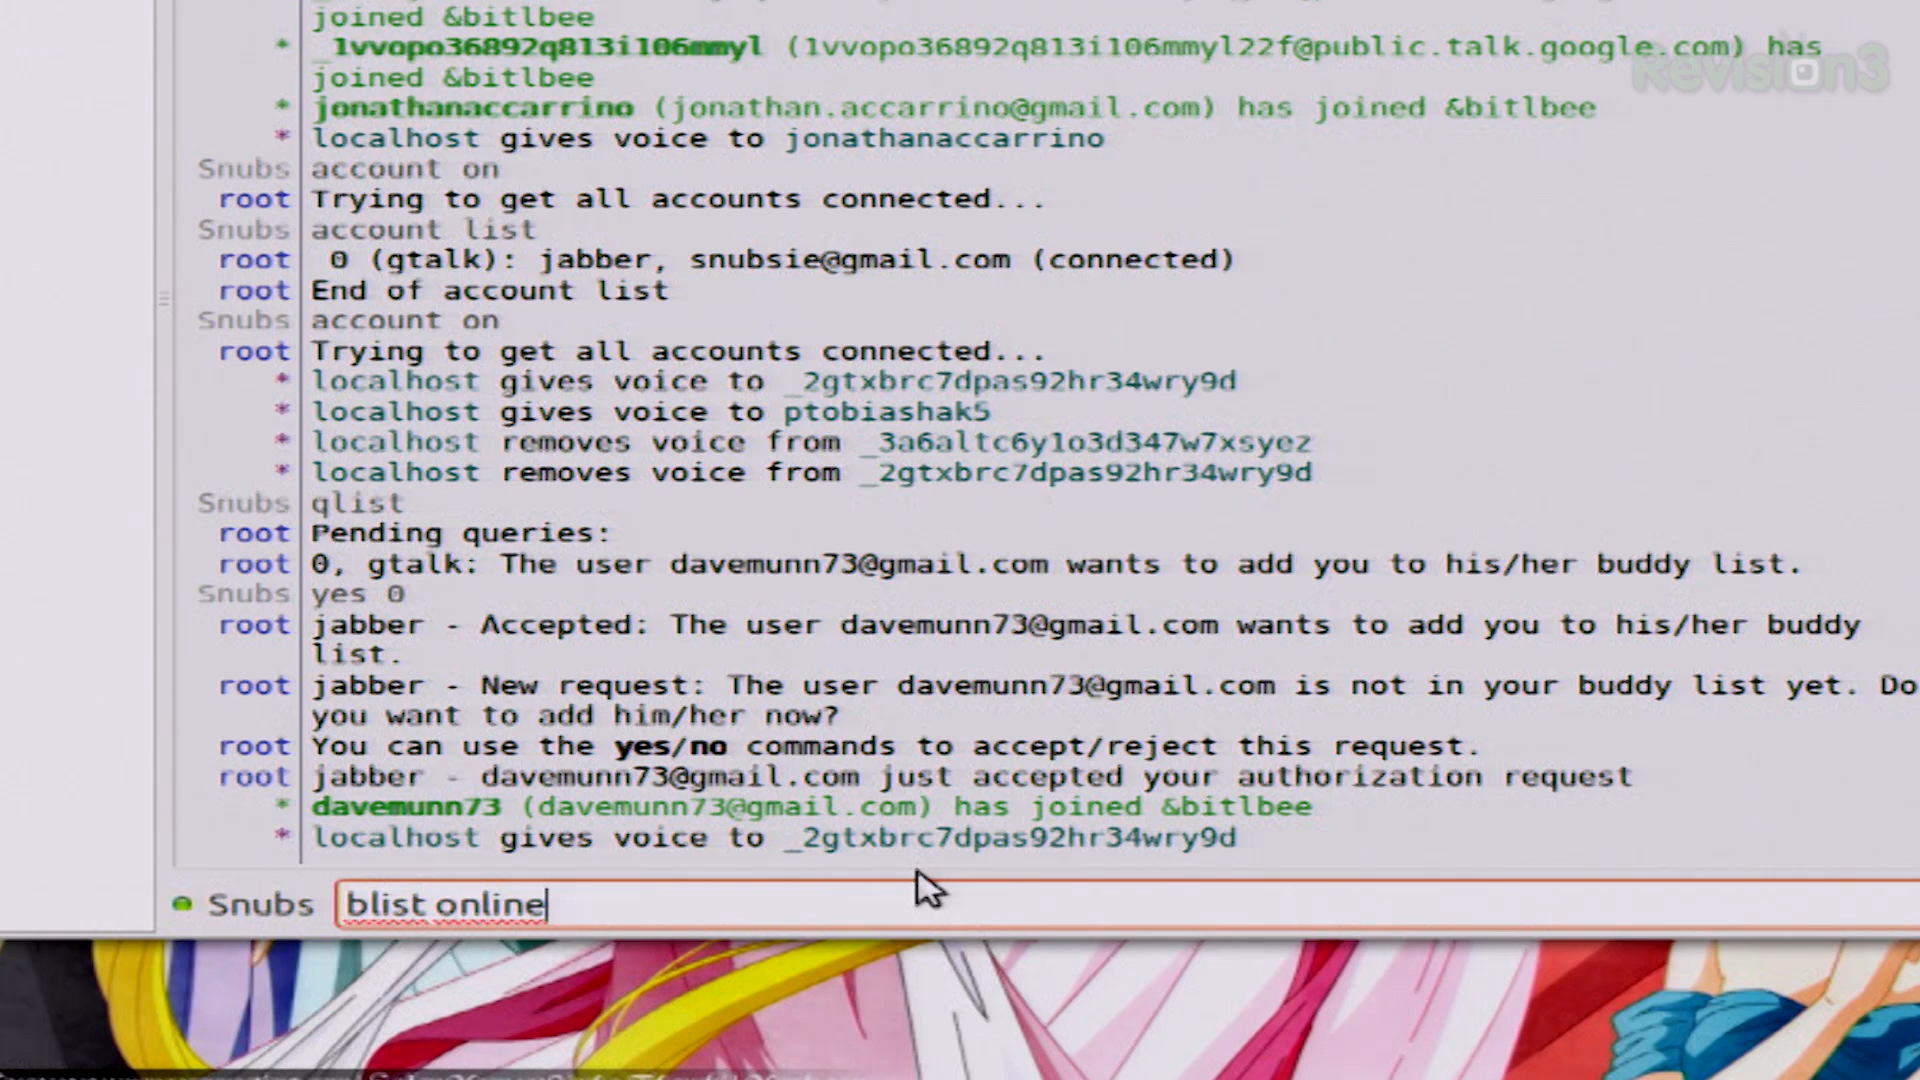 joined &bitlbee
* _1vvopo36892q813i106mmyl (1vvopo36892q813i106mmyl22f@public.talk.google.com) has
joined &bitlbee
Revision3
* jonathanaccarrino (jonathan.accarrino@gmail.com) has joined &bitlbee
* localhost gives voice to jonathanaccarrino
Snubs account on
root Trying to get all accounts connected...
Snubs account list
root 0 (gtalk): jabber, snubsie@gmail.com (connected)
root End of account list
Snubs account on
root Trying to get all accounts connected...
* localhost gives voice to _2gtxbrc7dpas92hr34wry9d
* localhost gives voice to ptobiashak5
* localhost removes voice from _3a6altc6y1o3d347w7xsyez
* localhost removes voice from _2gtxbrc7dpas92hr34wry9d
Snubs qlist
root Pending queries:
root 0, gtalk: The user davemunn73@gmail.com wants to add you to his/her buddy list.
Snubs yes 0
root jabber - Accepted: The user davemunn73@gmail.com wants to add you to his/her buddy
list.
root jabber - New request: The user davemunn73@gmail.com is not in your buddy list yet. Do
you want to add him/her now?
root You can use the yes/no commands to accept/reject this request.
root jabber - davemunn73@gmail.com just accepted your authorization request
* davemunn73 (davemunn73@gmail.com) has joined &bitlbee
* localhost gives voice to _2gtxbrc7dpas92hr34wry9d
Snubs blist online